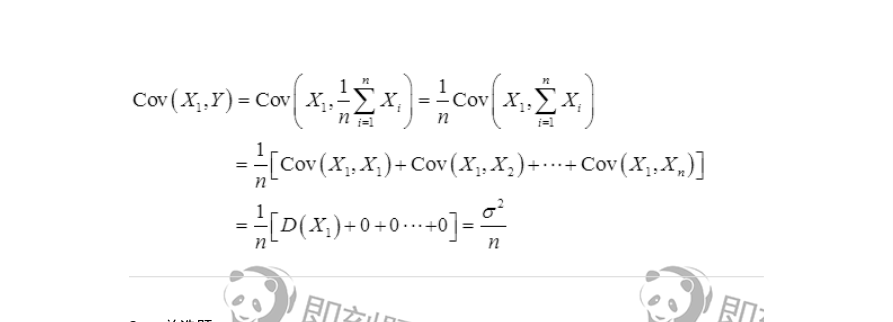 Cov(X₁,Y)=Cov(X₁,1/n ∑ᵢ₌₁ⁿ Xᵢ)=1/n Cov(X₁,∑ᵢ₌₁ⁿ Xᵢ)
=1/n[Cov(X₁,X₁)+Cov(X₁,X₂)+⋯+Cov(X₁,Xₙ)]
=1/n[D(X₁)+0+0⋯+0]=σ²/n